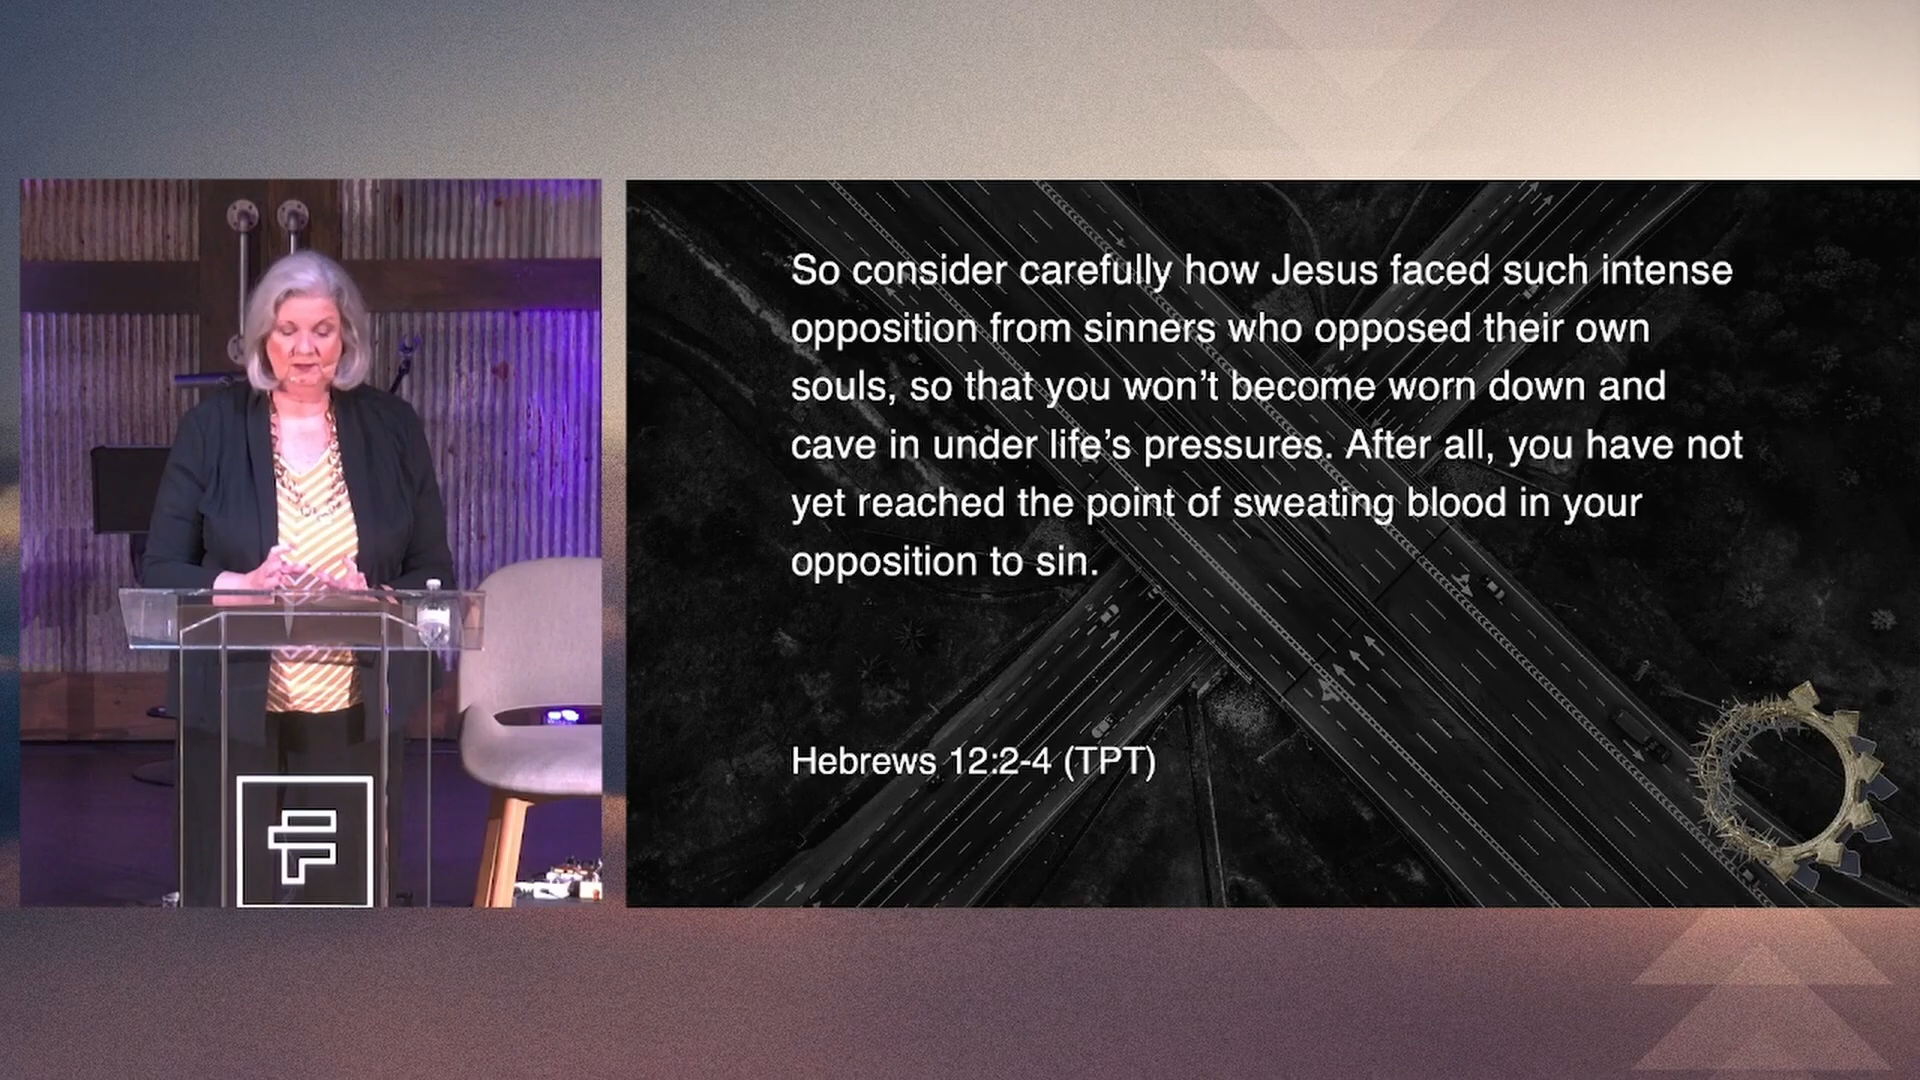 So consider carefully how Jesus faced such intense
opposition from sinners who opposed their own
souls, so that you won’t become worn down and
cave in under life’s pressures. After all, you have not
yet reached the point of sweating blood in your
opposition to sin.
Hebrews 12:2-4 (TPT)